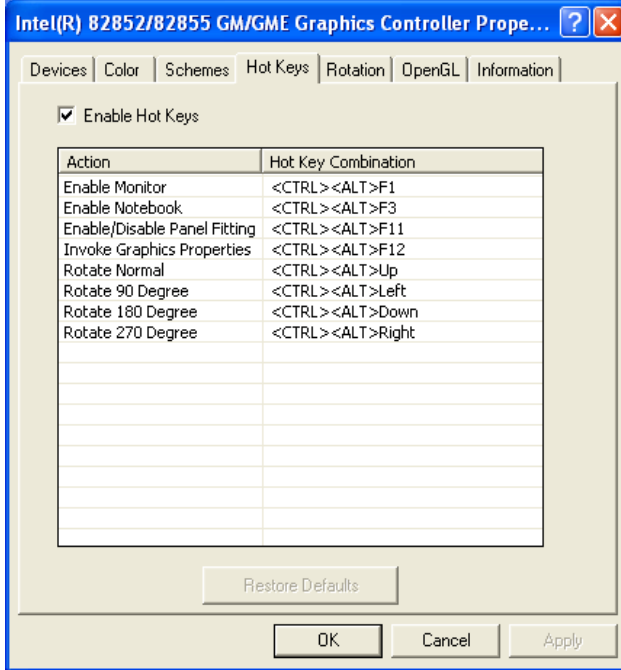 Intel(R) 82852/82855 GM/GME Graphics Controller Prope... ?
Devices Color Schemes Hot Keys Rotation OpenGL Information
Enable Hot Keys
Action Hot Key Combination
Enable Monitor <CTRL><ALT>F1
Enable Notebook <CTRL><ALT>F3
Enable/Disable Panel Fitting <CTRL><ALT>F11
Invoke Graphics Properties <CTRL><ALT>F12
Rotate Normal <CTRL><ALT>Up
Rotate 90 Degree <CTRL><ALT>Left
Rotate 180 Degree <CTRL><ALT>Down
Rotate 270 Degree <CTRL><ALT>Right
Restore Defaults
OK Cancel Apply